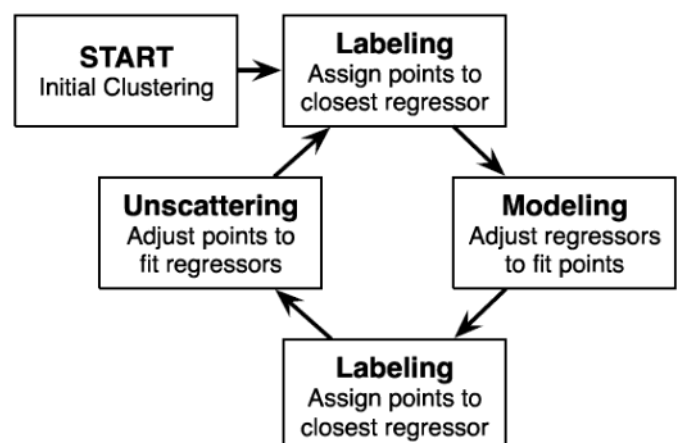 START
Initial Clustering
Labeling
Assign points to
closest regressor
Unscattering
Adjust points to
fit regressors
Modeling
Adjust regressors
to fit points
Labeling
Assign points to
closest regressor